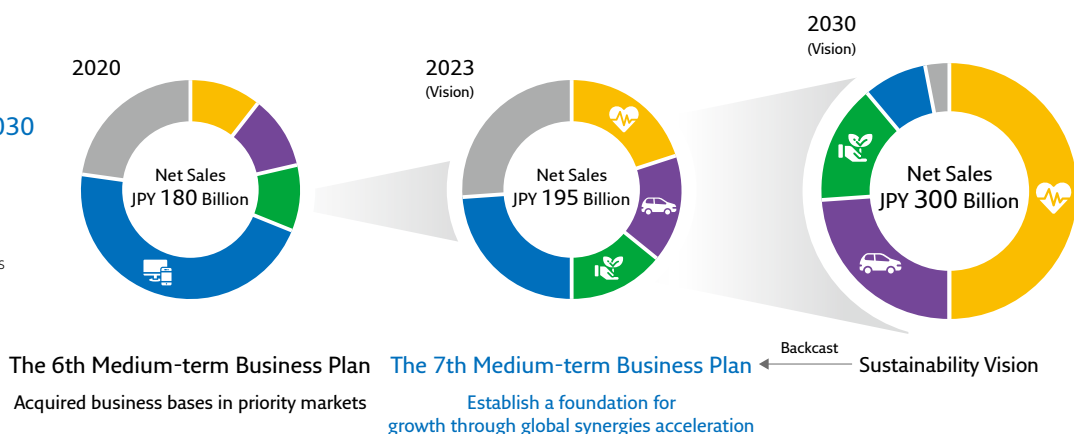 2020
Net Sales
JPY 180 Billion
2023
(Vision)
Net Sales
JPY 195 Billion
2030
(Vision)
Net Sales
JPY 300 Billion
030
s
The 6th Medium-term Business Plan
Acquired business bases in priority markets
The 7th Medium-term Business Plan
Establish a foundation for
growth through global synergies acceleration
Backcast
Sustainability Vision